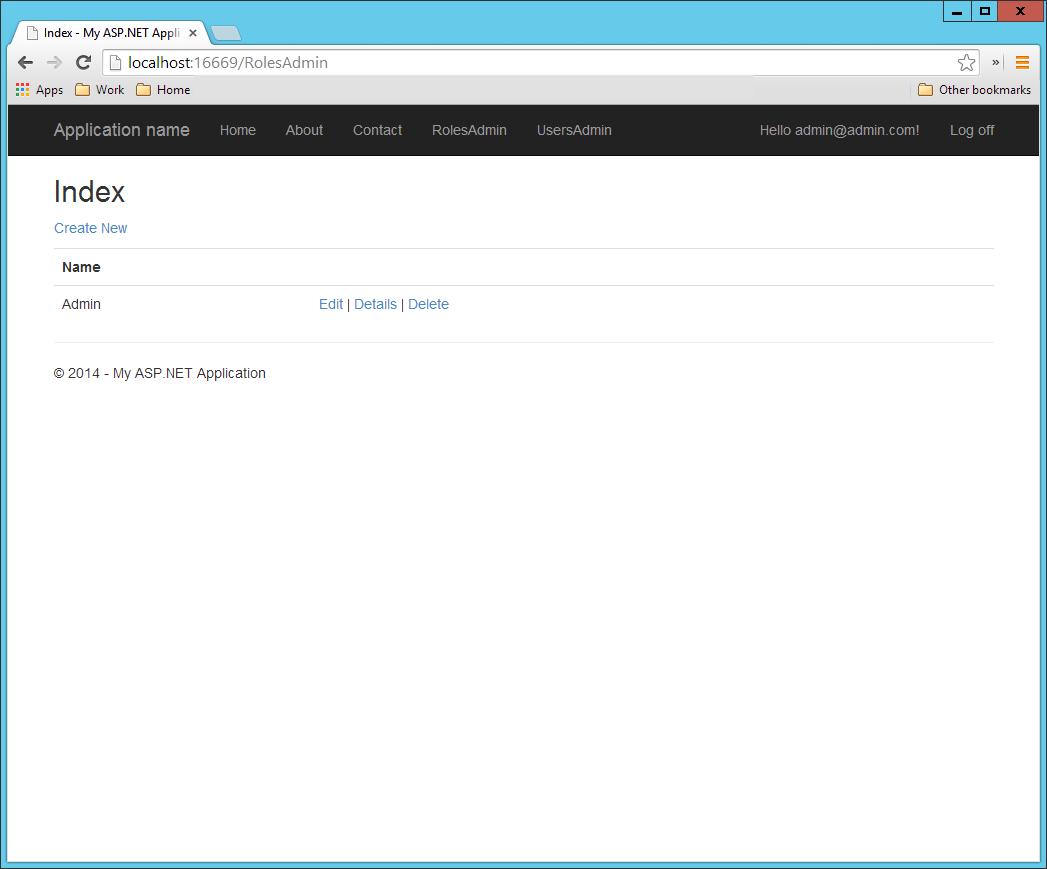 Index - My ASP.NET Appli
localhost:16669/RolesAdmin
Apps Work Home Other bookmarks
Application name Home About Contact RolesAdmin UsersAdmin Hello admin@admin.com! Log off
Index
Create New
Name
Admin Edit | Details | Delete
© 2014 - My ASP.NET Application